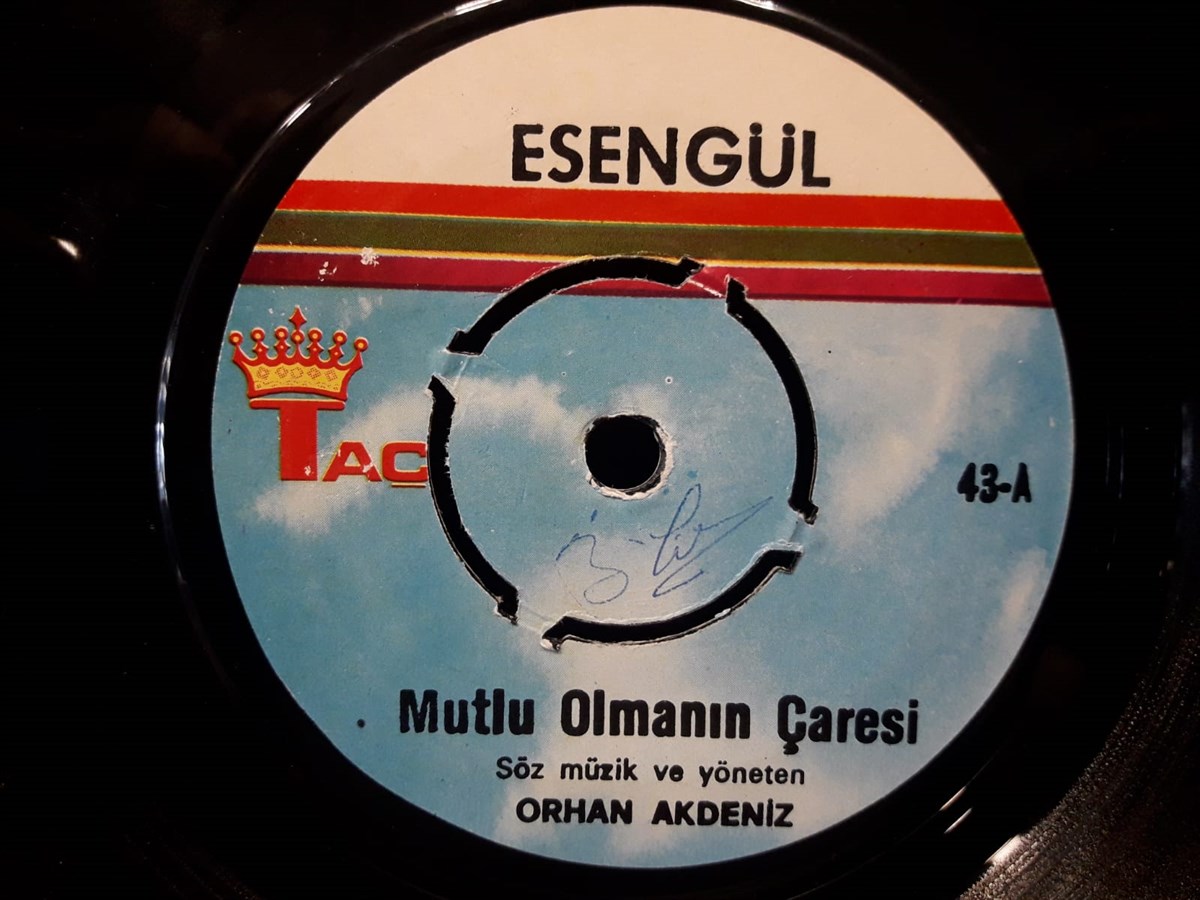 ESENGÜL
TAÇ
43-A
Mutlu Olmanın Çaresi
Söz müzik ve yöneten
ORHAN AKDENİZ